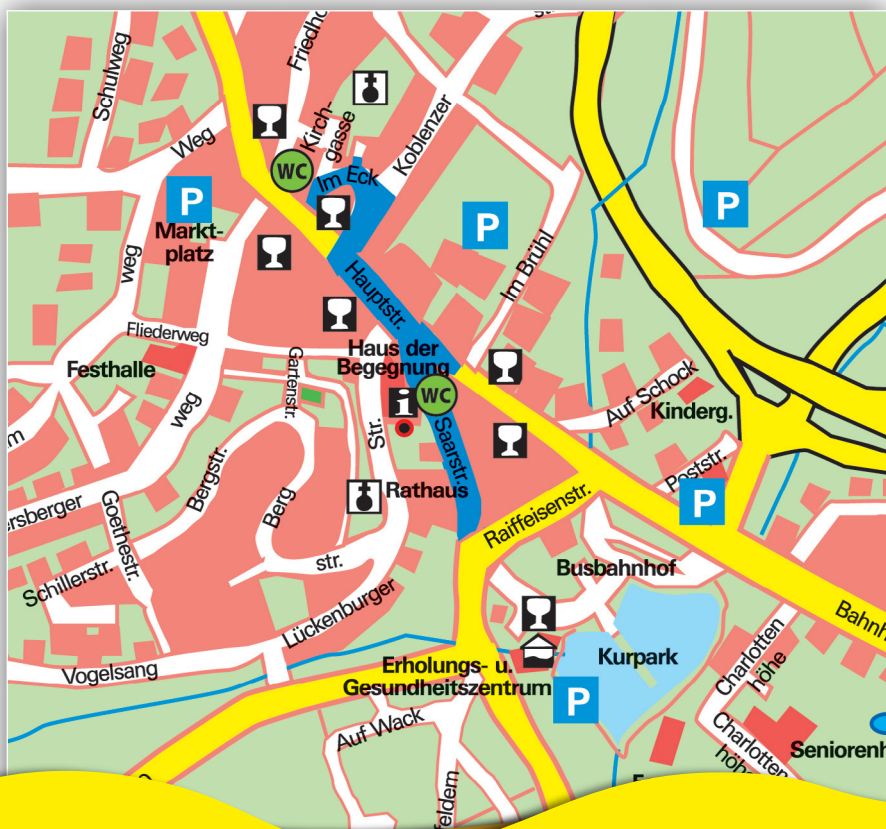 Schulweg
Friedho
Weg
Kirch-
gasse
Koblenzer
WC
Im Eck
P
P
P
Markt-
platz
weg
Hauptstr.
Im Brühl
Fliederweg
Festhalle
Haus der
Begegnung
WC
i
Gartenstr.
weg
Str.
Saarstr.
Auf Schock
Kinderg.
Bergstr.
Rathaus
Poststr.
P
ersberger
Goethestr.
Berg
str.
Raiffeisenstr.
Schillerstr.
Busbahnhof
Lückenburger
Bahnh
Vogelsang
Erholungs- u.
Gesundheitszentrum
Kurpark
P
Charlotten
höhe
Auf Wack
Charlotten
höhe
Seniorenh
feldern